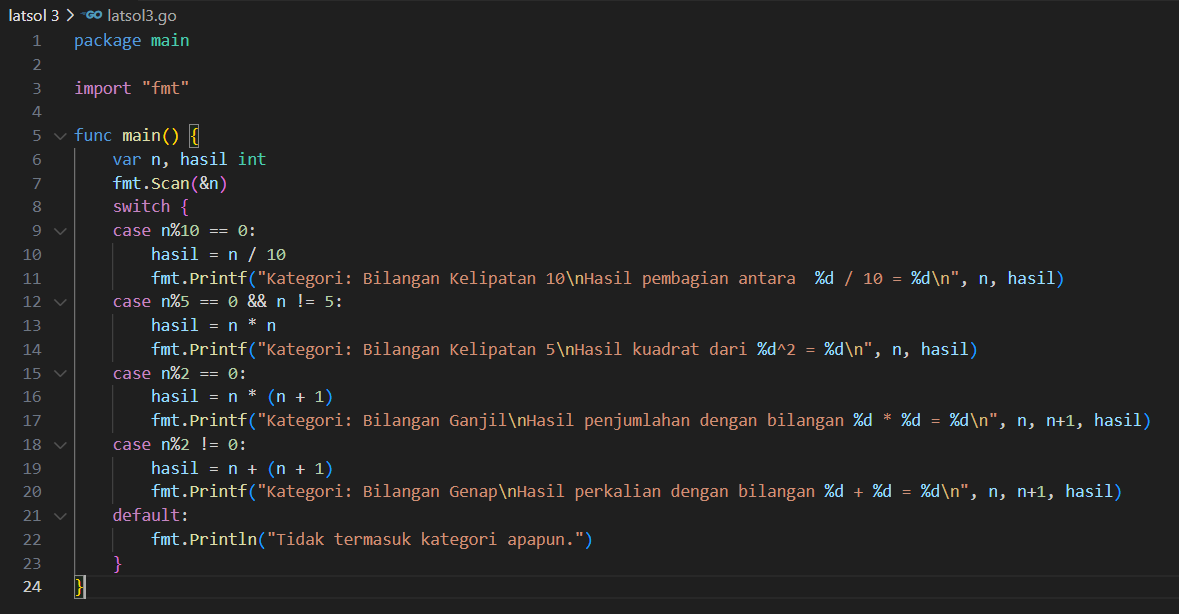 latsol 3 > GO latsol3.go
1 package main
2
3 import "fmt"
4
5 func main() {
6     var n, hasil int
7     fmt.Scan(&n)
8     switch {
9     case n%10 == 0:
10         hasil = n / 10
11         fmt.Printf("Kategori: Bilangan Kelipatan 10\nHasil pembagian antara  %d / 10 = %d\n", n, hasil)
12     case n%5 == 0 && n != 5:
13         hasil = n * n
14         fmt.Printf("Kategori: Bilangan Kelipatan 5\nHasil kuadrat dari %d^2 = %d\n", n, hasil)
15     case n%2 == 0:
16         hasil = n * (n + 1)
17         fmt.Printf("Kategori: Bilangan Ganjil\nHasil penjumlahan dengan bilangan %d * %d = %d\n", n, n+1, hasil)
18     case n%2 != 0:
19         hasil = n + (n + 1)
20         fmt.Printf("Kategori: Bilangan Genap\nHasil perkalian dengan bilangan %d + %d = %d\n", n, n+1, hasil)
21     default:
22         fmt.Println("Tidak termasuk kategori apapun.")
23     }
24 }